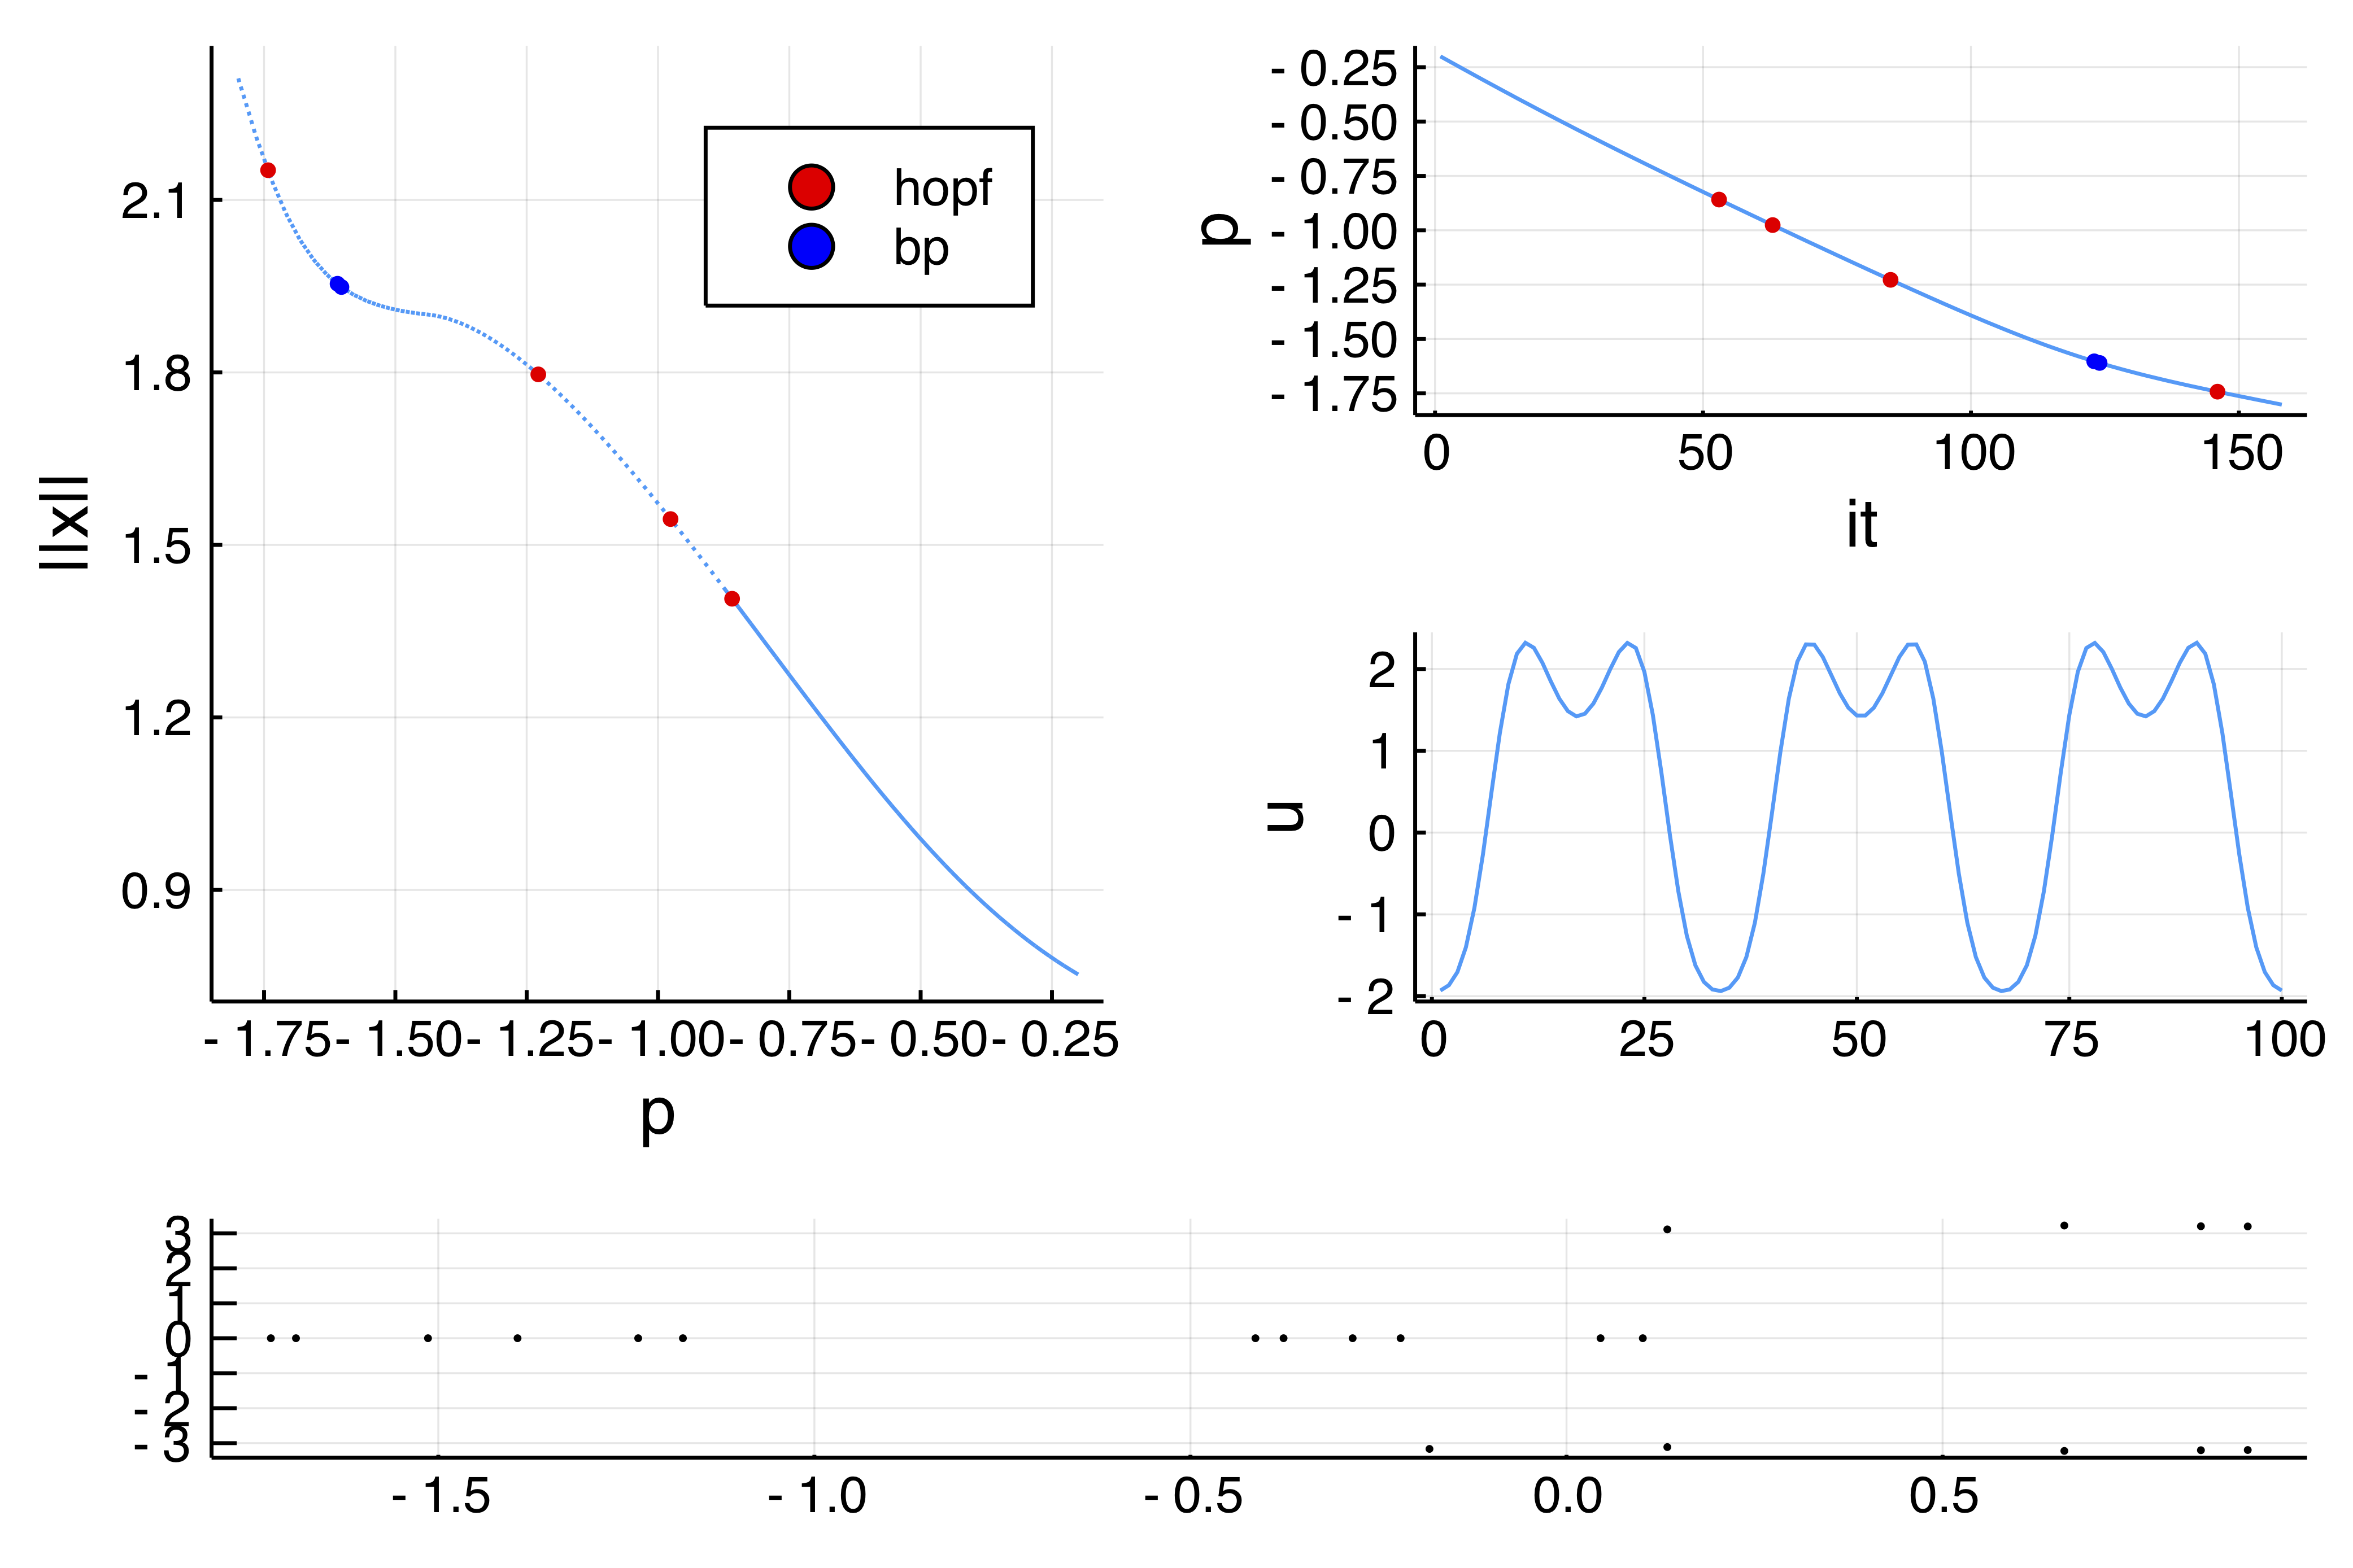 ||x||
2.1
1.8
1.5
1.2
0.9
hopf
bp
- 1.75- 1.50- 1.25- 1.00- 0.75- 0.50- 0.25
p
p
- 0.25
- 0.50
- 0.75
- 1.00
- 1.25
- 1.50
- 1.75
0 50 100 150
it
u
2
1
0
- 1
- 2
0 25 50 75 100
3
2
1
0
- 1
- 2
- 3
- 1.5 - 1.0 - 0.5 0.0 0.5